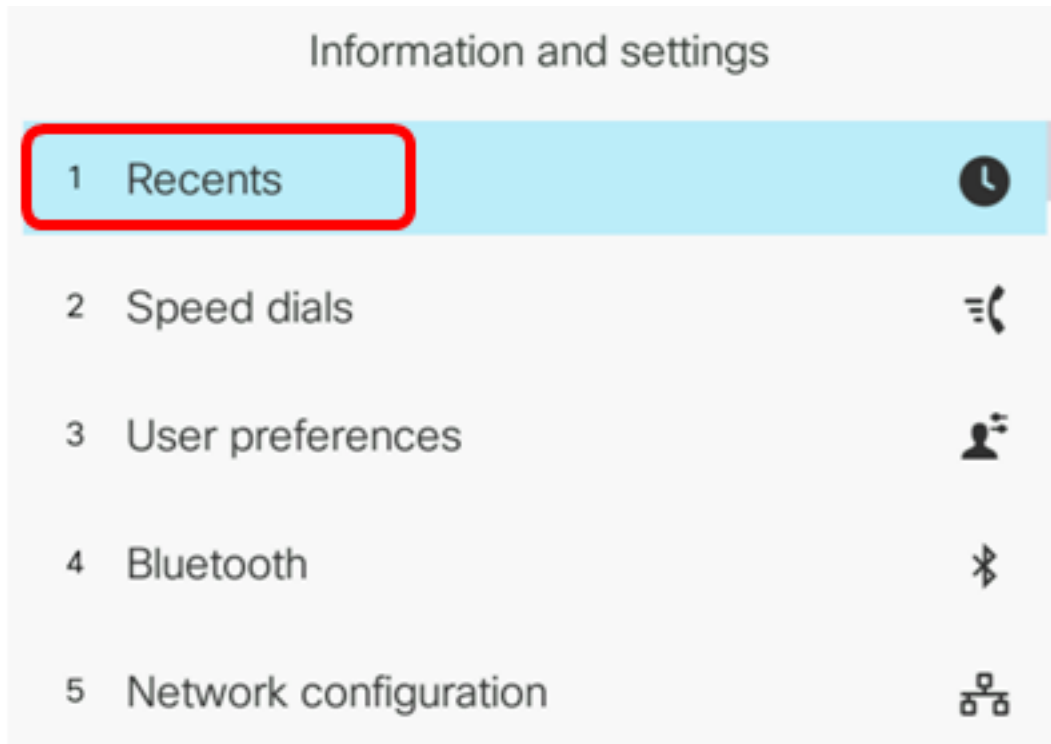 Information and settings
1 Recents
2 Speed dials
3 User preferences
4 Bluetooth
5 Network configuration